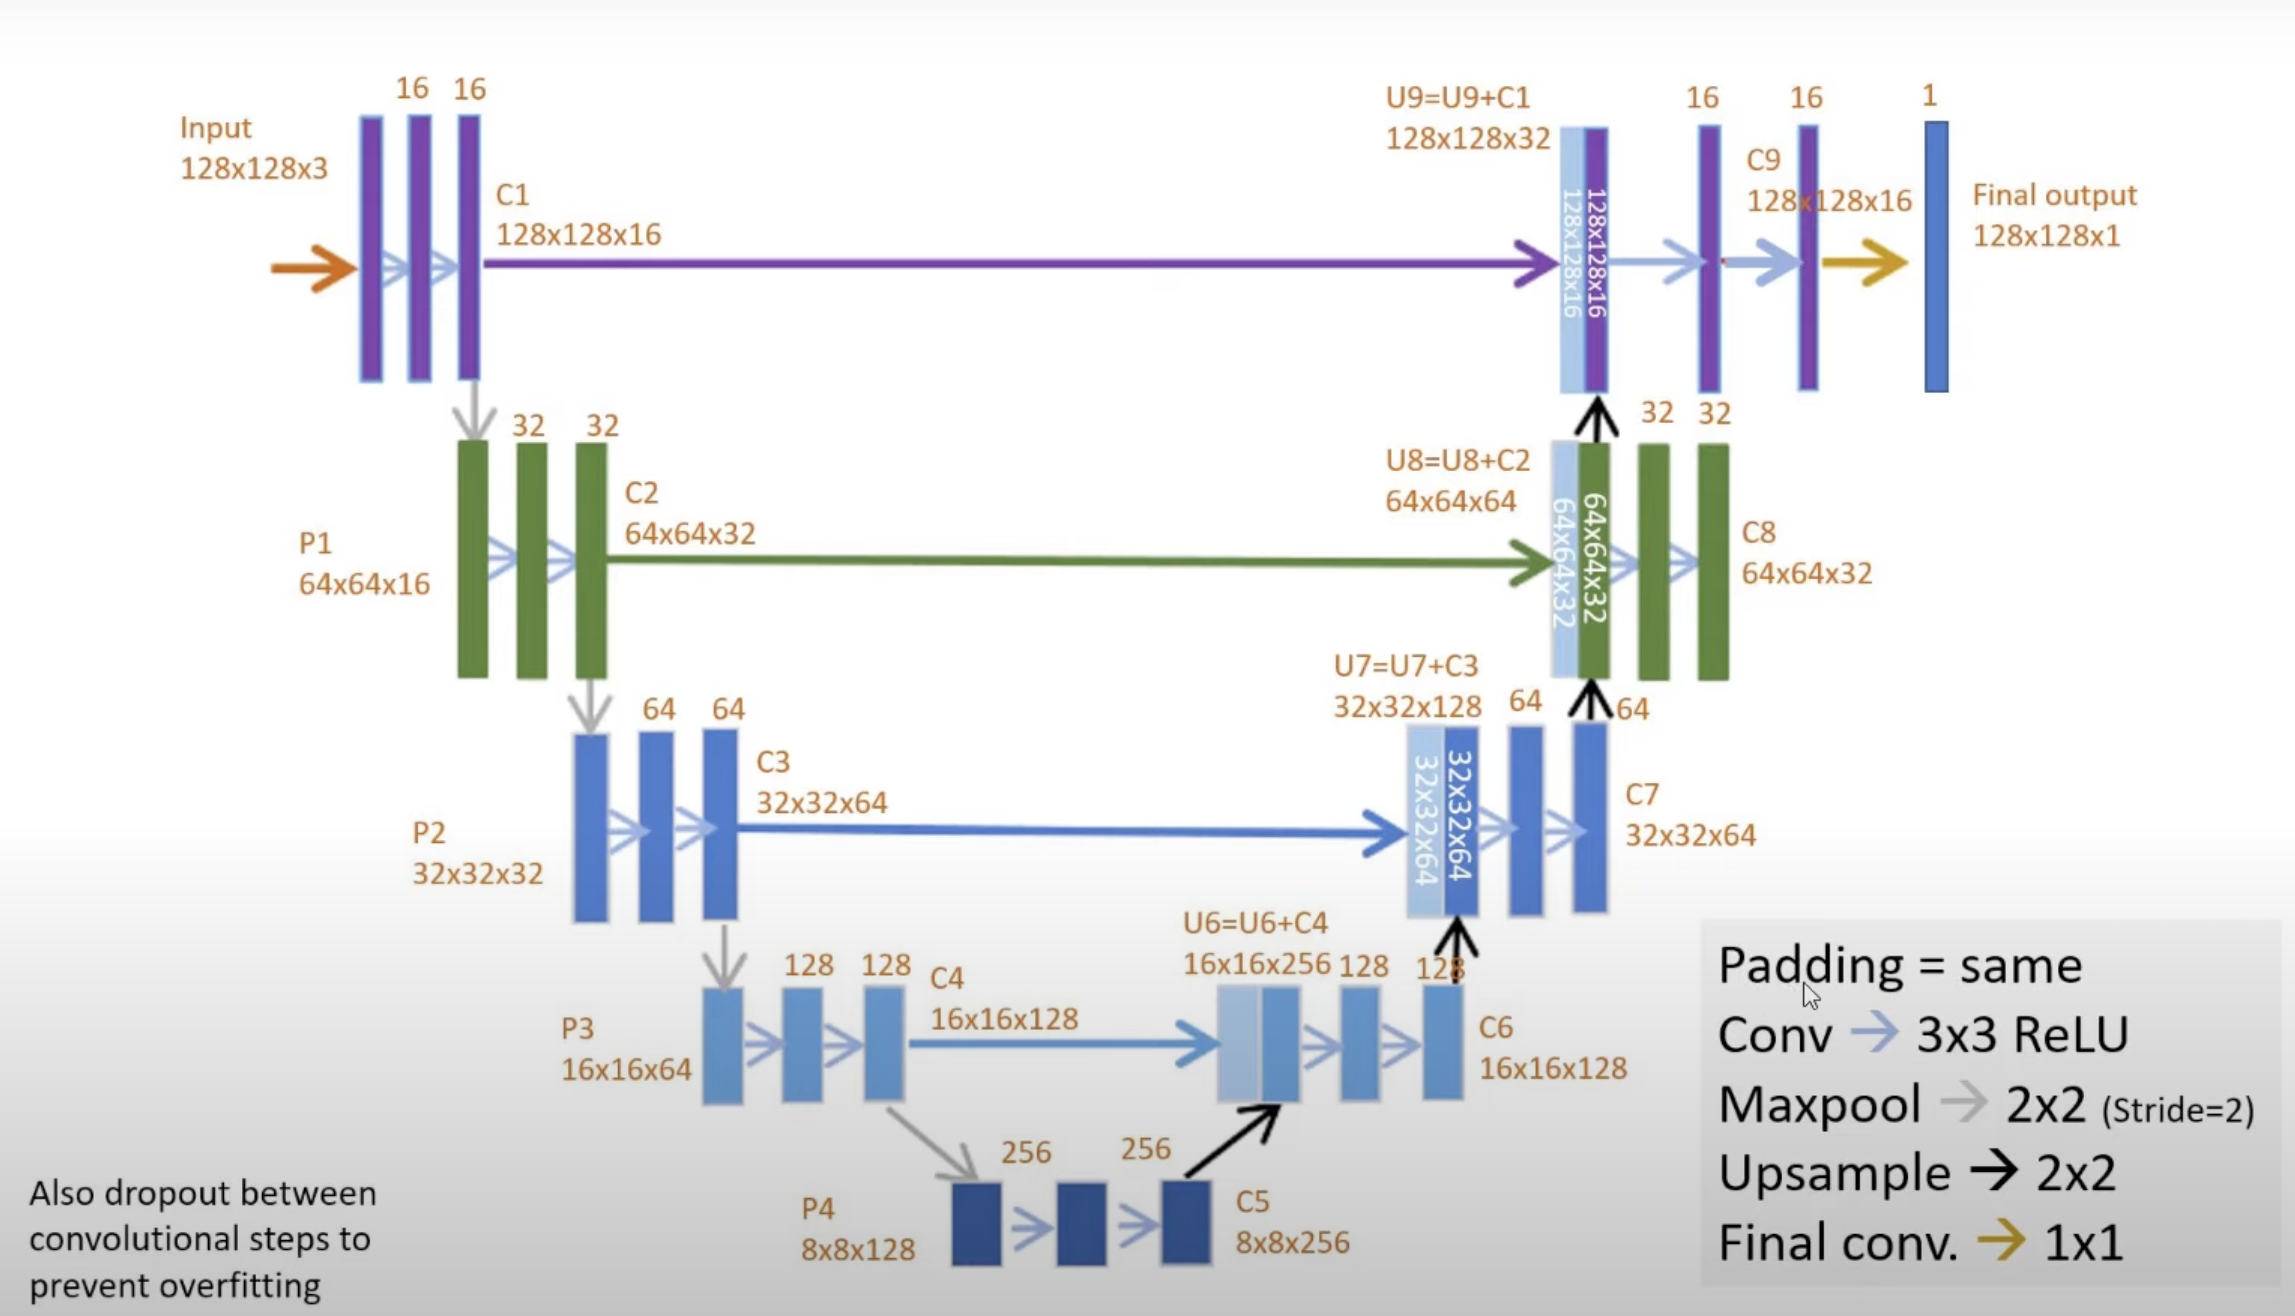 16 16
Input
128x128x3
C1
128x128x16
U9=U9+C1
128x128x32
128x128x16
128x128x16
16
16
C9
128x128x16
1
Final output
128x128x1
32 32
P1
64x64x16
C2
64x64x32
U8=U8+C2
64x64x64
64x64x32
64x64x32
32 32
C8
64x64x32
64 64
P2
32x32x32
C3
32x32x64
U7=U7+C3
32x32x128
32x32x64
32x32x64
64
64
C7
32x32x64
128 128
P3
16x16x64
C4
16x16x128
U6=U6+C4
16x16x256
128
128
C6
16x16x128
256 256
P4
8x8x128
C5
8x8x256
Also dropout between
convolutional steps to
prevent overfitting
Padding = same
Conv → 3x3 ReLU
Maxpool → 2x2 (Stride=2)
Upsample → 2x2
Final conv. → 1x1